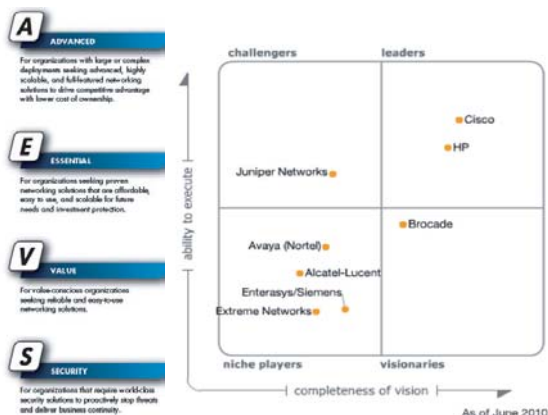 A
ADVANCED
For organizations with large or complex
deployments seeking advanced, highly
scalable, and full-featured networking
solutions to drive competitive advantage
with lower cost of ownership.
E
ESSENTIAL
For organizations seeking proven
networking solutions that are affordable,
easy to use, and scalable for future
needs and investment protection.
V
VALUE
For value-conscious organizations
seeking reliable and easy-to-use
networking solutions.
S
SECURITY
For organizations that require world-class
security solutions to proactively stop threats
and deliver business continuity.
challengers
leaders
Cisco
HP
Juniper Networks
ability to execute
Brocade
Avaya (Nortel)
Alcatel-Lucent
Enterasys/Siemens
Extreme Networks
niche players
visionaries
completeness of vision
As of June 2010